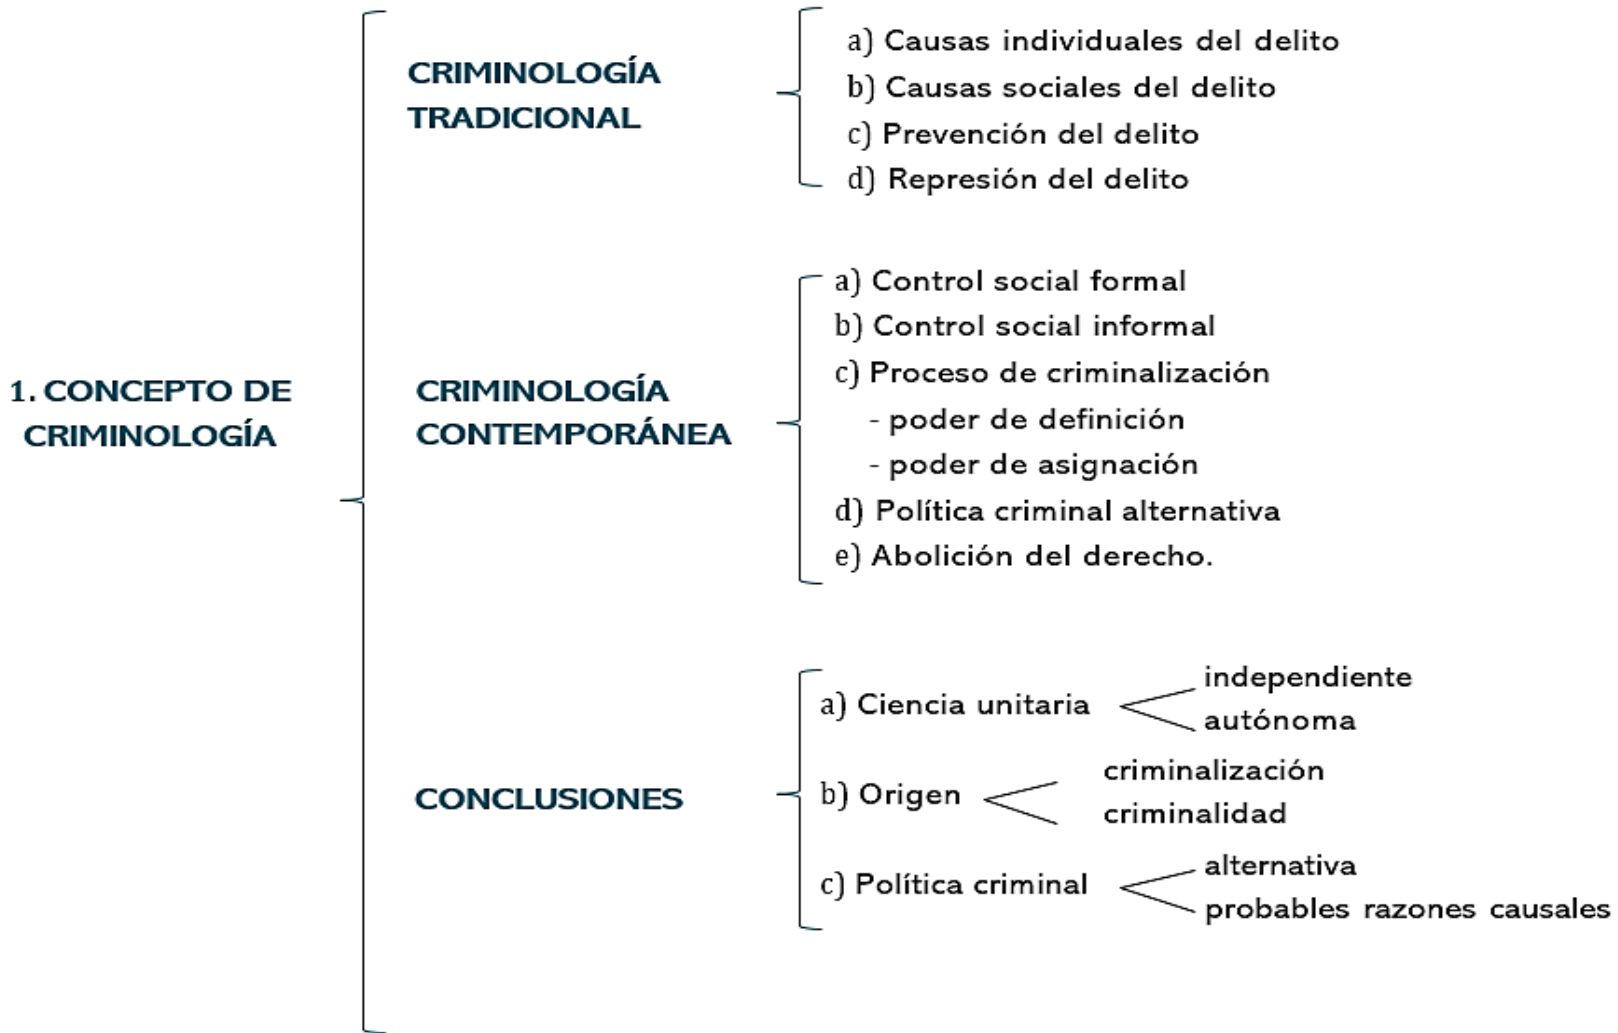 1. CONCEPTO DE
CRIMINOLOGÍA
CRIMINOLOGÍA
TRADICIONAL
a) Causas individuales del delito
b) Causas sociales del delito
c) Prevención del delito
d) Represión del delito
CRIMINOLOGÍA
CONTEMPORÁNEA
a) Control social formal
b) Control social informal
c) Proceso de criminalización
- poder de definición
- poder de asignación
d) Política criminal alternativa
e) Abolición del derecho.
CONCLUSIONES
a) Ciencia unitaria
independiente
autónoma
b) Origen
criminalización
criminalidad
c) Política criminal
alternativa
probables razones causales